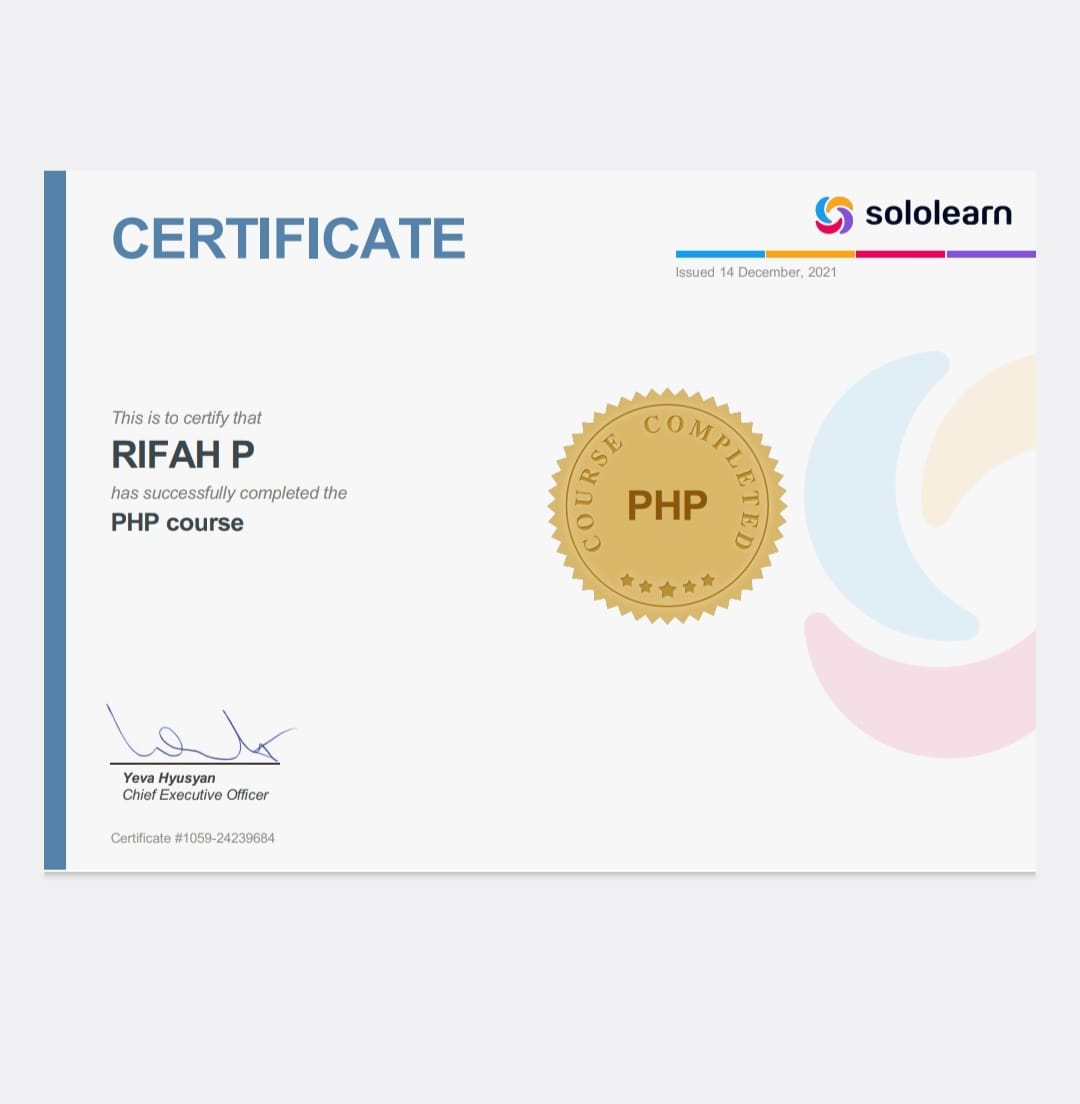 CERTIFICATE
sololearn
Issued 14 December, 2021
This is to certify that
RIFAH P
has successfully completed the
PHP course
COURSE COMPLETED
PHP
Yeva Hyusyan
Chief Executive Officer
Certificate #1059-24239684